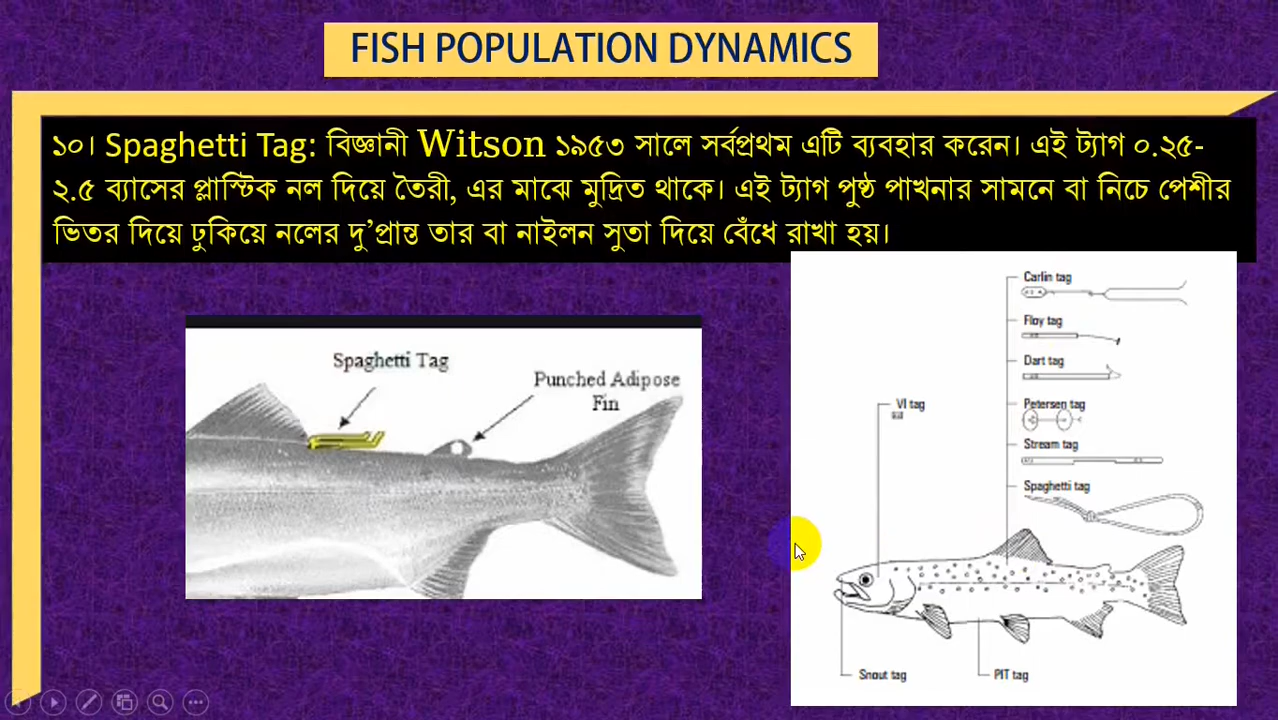 FISH POPULATION DYNAMICS
১০। Spaghetti Tag: বিজ্ঞানী Witson ১৯৫৩ সালে সর্বপ্রথম এটি ব্যবহার করেন। এই ট্যাগ ০.২৫-
২.৫ ব্যাসের প্লাস্টিক নল দিয়ে তৈরী, এর মাঝে মুদ্রিত থাকে। এই ট্যাগ পুষ্ঠ পাখনার সামনে বা নিচে পেশীর
ভিতর দিয়ে ঢুকিয়ে নলের দু’প্রান্ত তার বা নাইলন সুতা দিয়ে বেঁধে রাখা হয়।
Spaghetti Tag
Punched Adipose
Fin
Carlin tag
Floy tag
Dart tag
VI tag
Petersen tag
Stream tag
Spaghetti tag
Snout tag
PIT tag